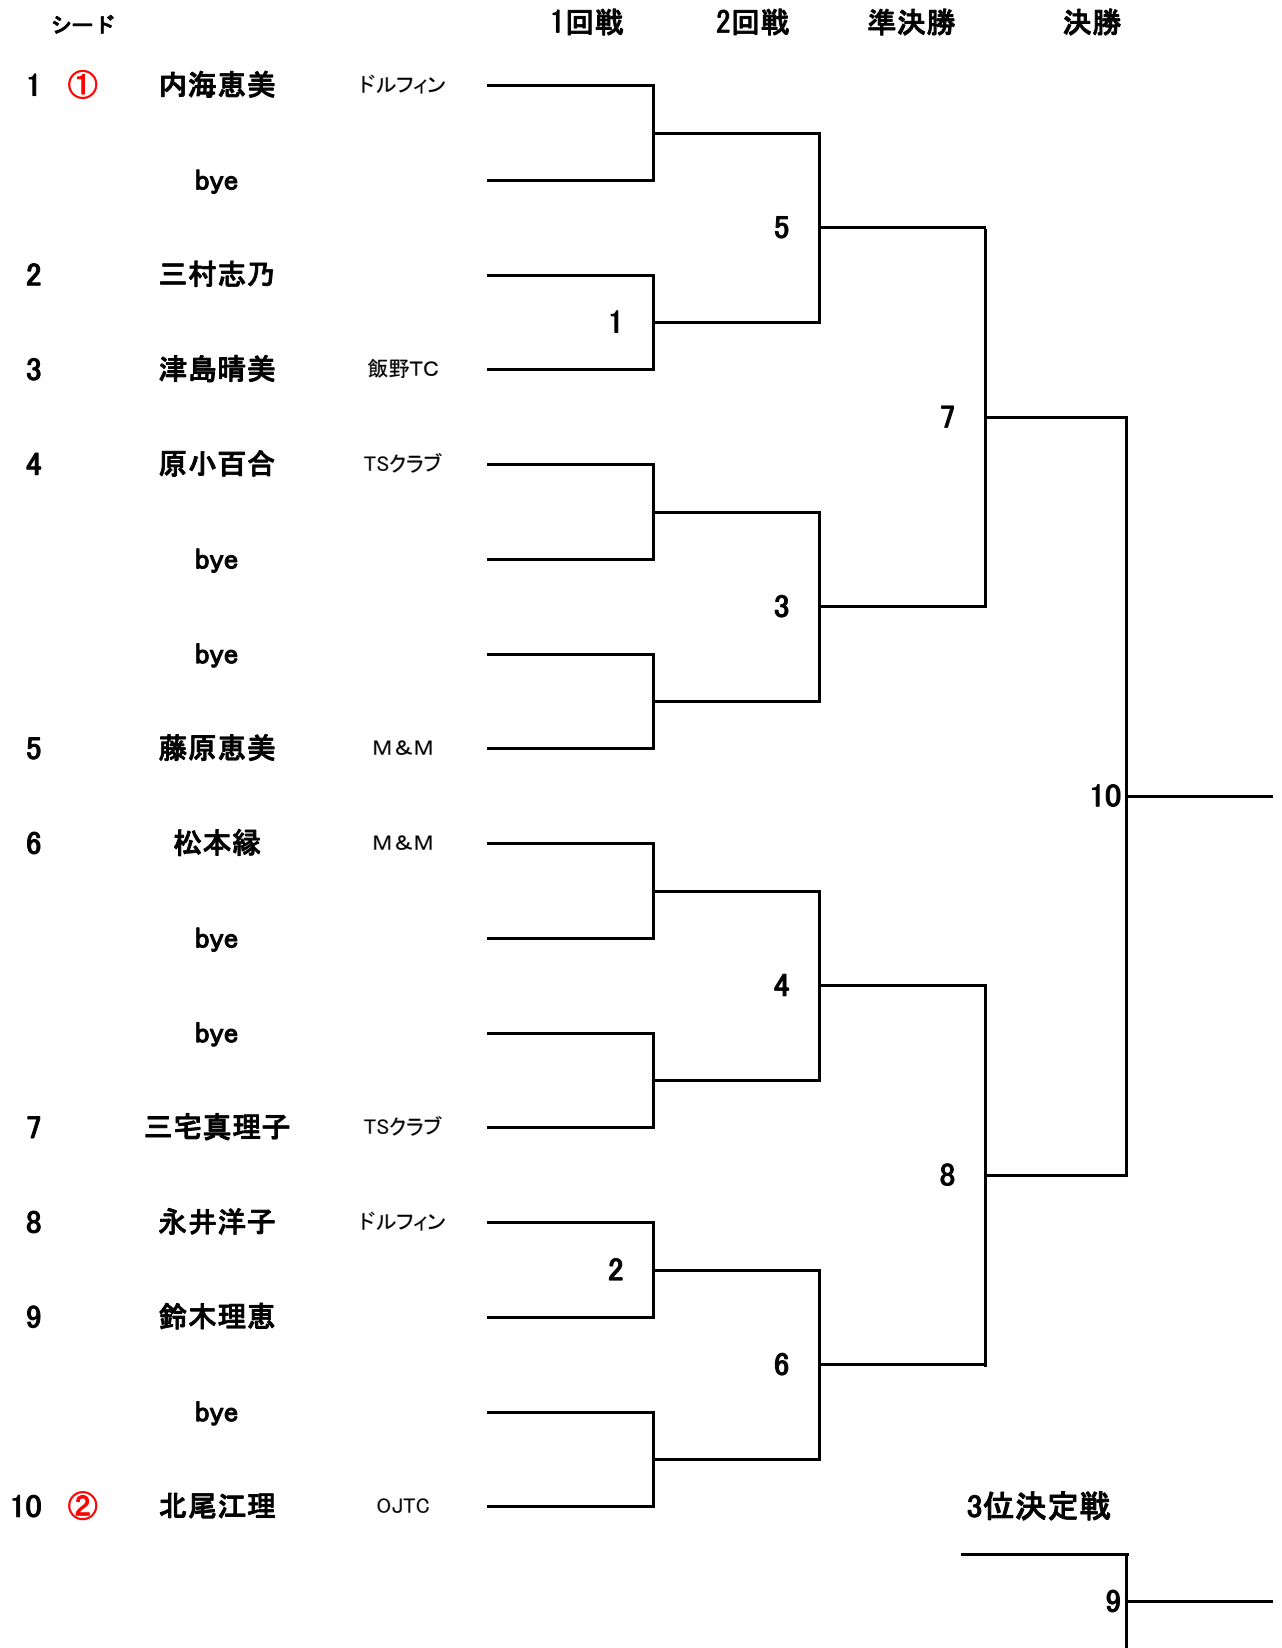 シード 1回戦 2回戦 準決勝 決勝
1 ① 内海恵美 ドルフィン
bye
5
2 三村志乃
1
3 津島晴美 飯野TC
7
4 原小百合 TSクラブ
bye
3
bye
5 藤原恵美 M&M
10
6 松本縁 M&M
bye
4
bye
7 三宅真理子 TSクラブ
8
8 永井洋子 ドルフィン
2
9 鈴木理恵
6
bye
10 ② 北尾江理 OJTC 3位決定戦
9